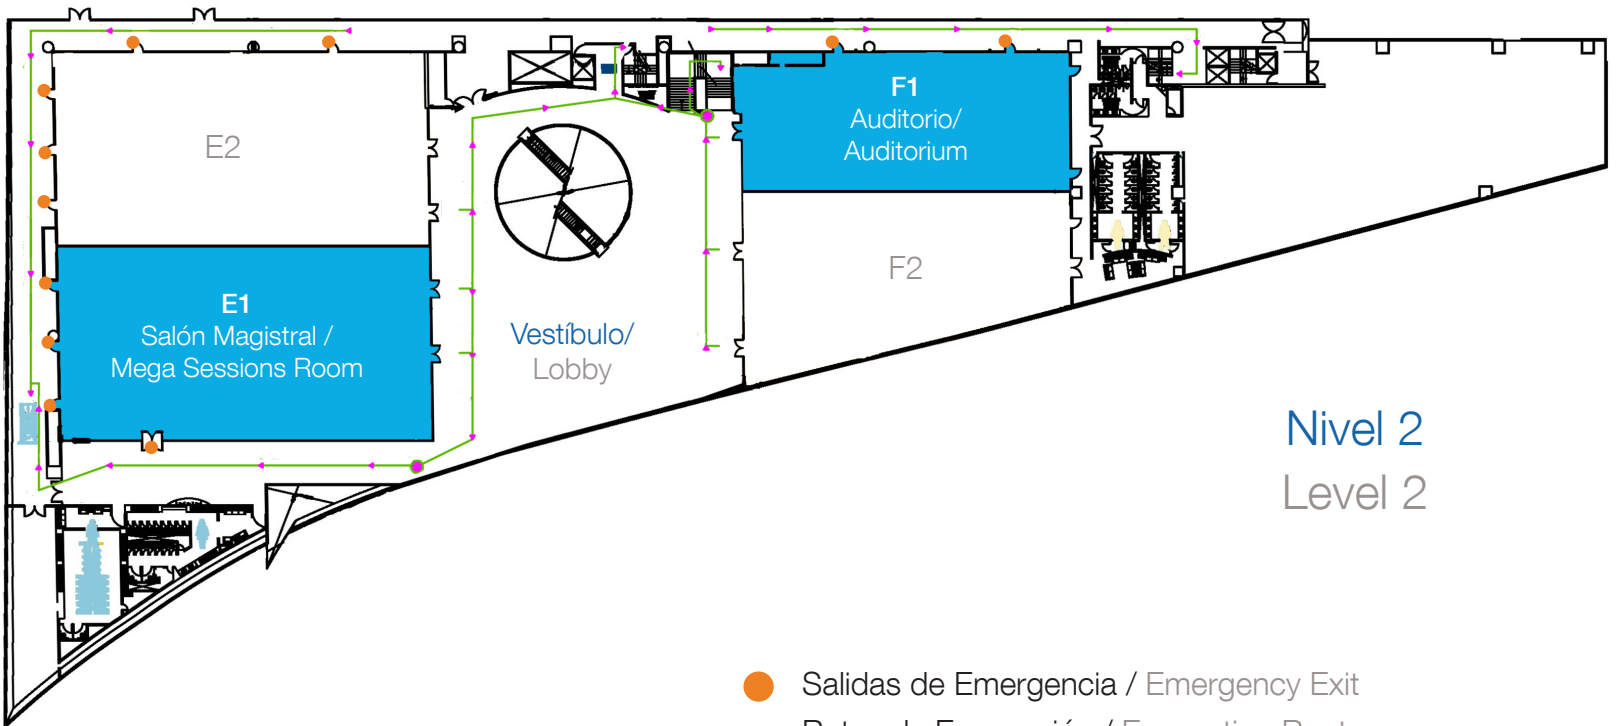 E2
F1
Auditorio/
Auditorium
F2
E1
Salón Magistral /
Mega Sessions Room
Vestíbulo/
Lobby
Nivel 2
Level 2
Salidas de Emergencia / Emergency Exit